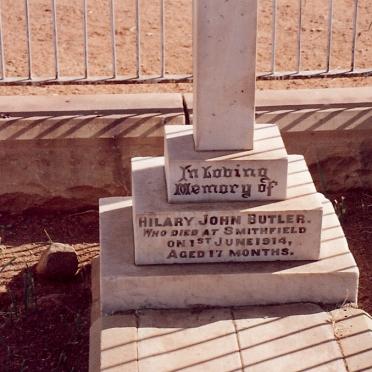 In Loving
Memory of
HILARY JOHN BUTLER.
WHO DIED AT SMITHFIELD
ON 1ST JUNE 1914,
AGED 17 MONTHS.